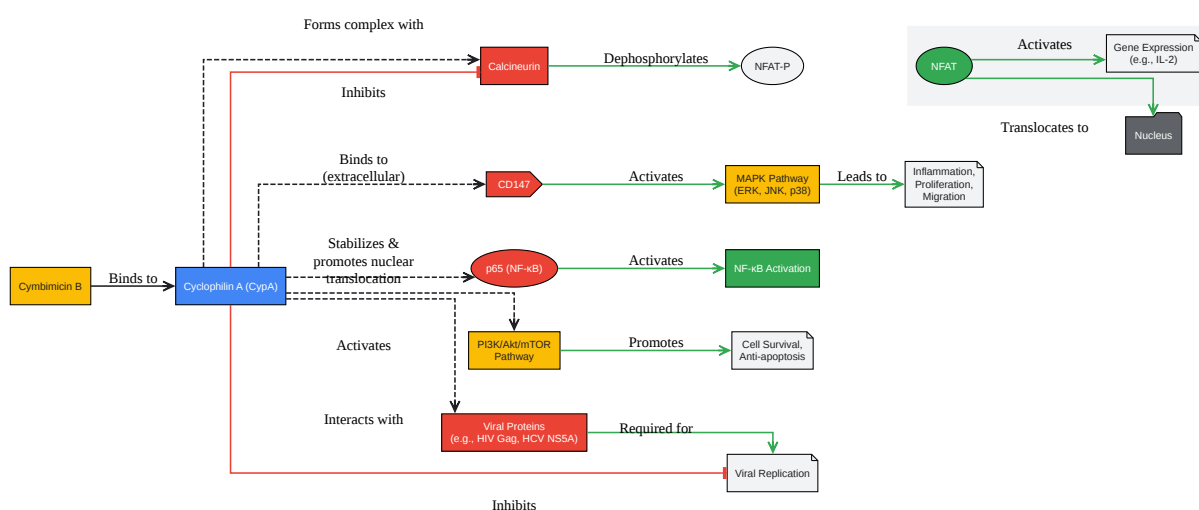 Forms complex with
Calcineurin
Dephosphorylates
NFAT-P
NFAT
Activates
Gene Expression
(e.g., IL-2)
Inhibits
Translocates to
Nucleus
Binds to
(extracellular)
CD147
Activates
MAPK Pathway
(ERK, JNK, p38)
Leads to
Inflammation,
Proliferation,
Migration
Cymbimicin B
Binds to
Cyclophilin A (CypA)
Stabilizes &
promotes nuclear
translocation
p65 (NF-κB)
Activates
NF-κB Activation
Activates
PI3K/Akt/mTOR
Pathway
Promotes
Cell Survival,
Anti-apoptosis
Interacts with
Viral Proteins
(e.g., HIV Gag, HCV NS5A)
Required for
Viral Replication
Inhibits